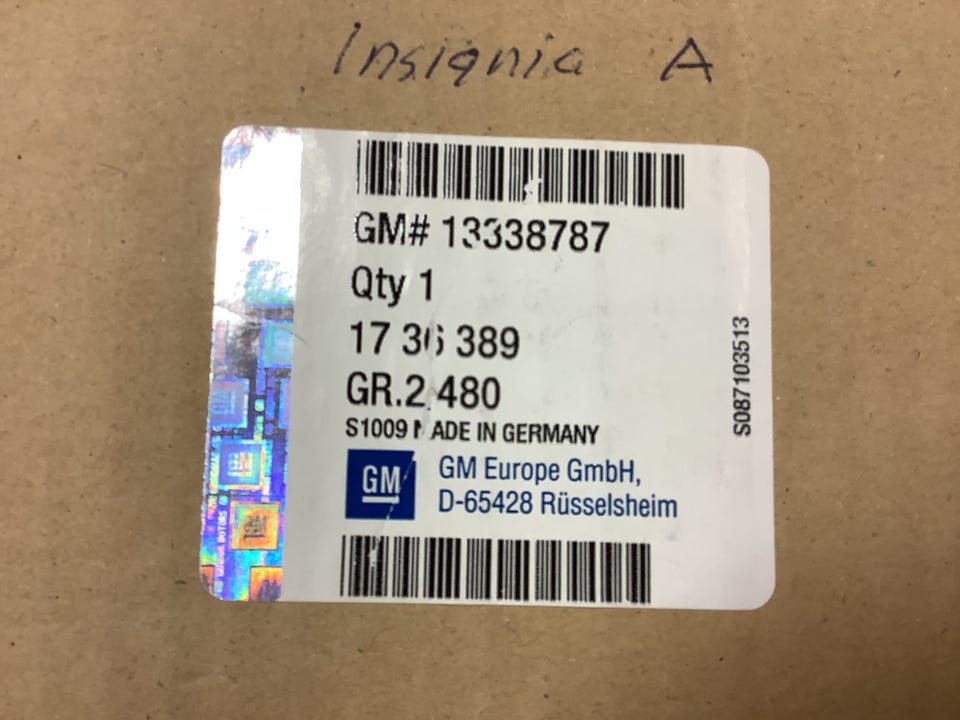 Insignia A
GM# 13338787
Qty 1
17 36 389
GR.2 480
S1009 MADE IN GERMANY
GM
GM Europe GmbH,
D-65428 Rüsselsheim
S087103513